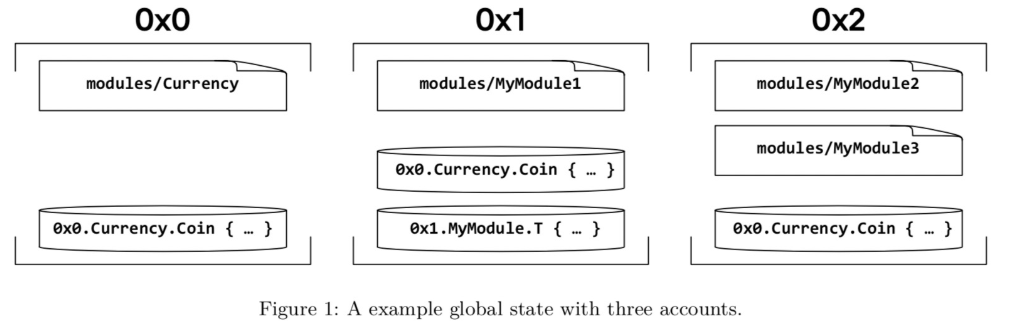 0x0
0x1
0x2
modules/Currency
modules/MyModule1
modules/MyModule2
modules/MyModule3
0x0.Currency.Coin { … }
0x0.Currency.Coin { … }
0x1.MyModule.T { … }
0x0.Currency.Coin { … }
Figure 1: A example global state with three accounts.